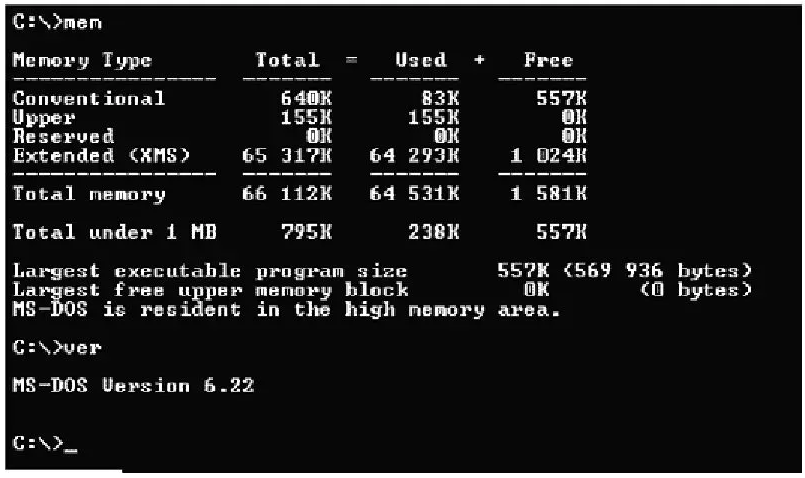 C:\>mem
Memory Type Total = Used + Free
---------------- ------- ------- -------
Conventional 640K 83K 557K
Upper 155K 155K 0K
Reserved 0K 0K 0K
Extended (XMS) 65 317K 64 293K 1 024K
---------------- ------- ------- -------
Total memory 66 112K 64 531K 1 581K
Total under 1 MB 795K 238K 557K
Largest executable program size 557K (569 936 bytes)
Largest free upper memory block 0K (0 bytes)
MS-DOS is resident in the high memory area.
C:\>ver
MS-DOS Version 6.22
C:\>_